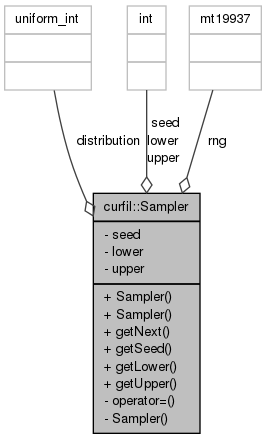 uniform_int
int
mt19937
seed
distribution
lower
rng
upper
curfil::Sampler
- seed
- lower
- upper
+ Sampler()
+ Sampler()
+ getNext()
+ getSeed()
+ getLower()
+ getUpper()
- operator=()
- Sampler()